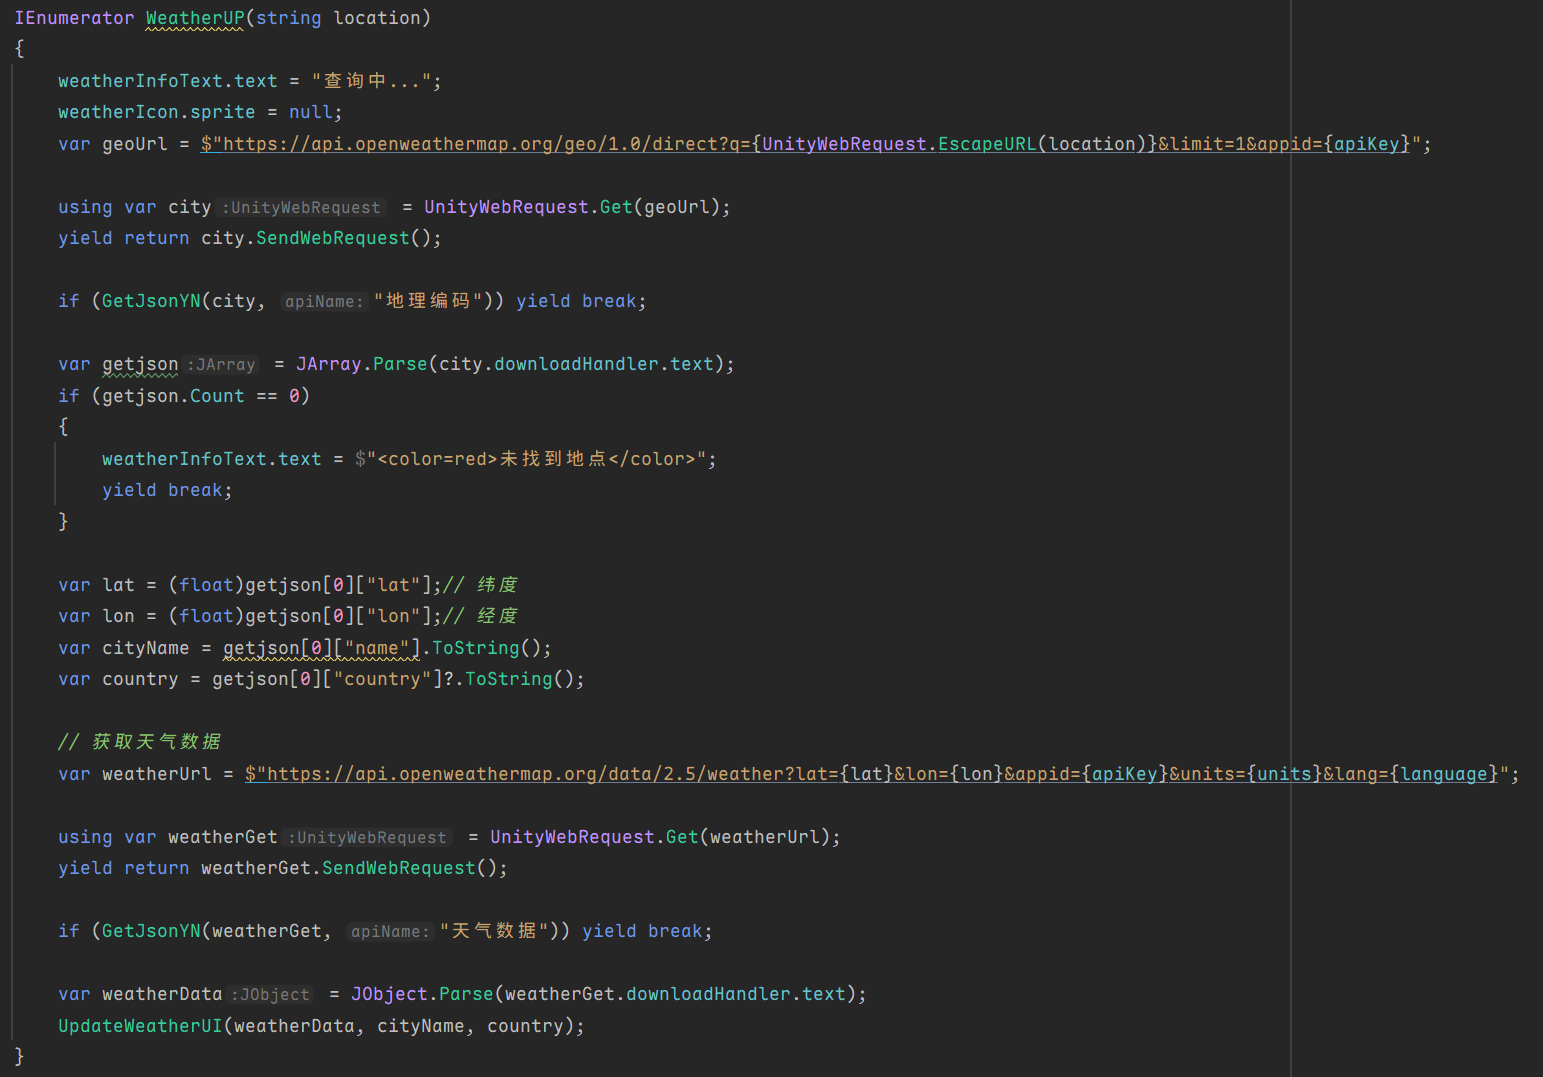 IEnumerator WeatherUP(string location)
{
    weatherInfoText.text = "查询中...";
    weatherIcon.sprite = null;
    var geoUrl = $"https://api.openweathermap.org/geo/1.0/direct?q={UnityWebRequest.EscapeURL(location)}&limit=1&appid={apiKey}";

    using var city :UnityWebRequest = UnityWebRequest.Get(geoUrl);
    yield return city.SendWebRequest();

    if (GetJsonYN(city, apiName: "地理编码")) yield break;

    var getjson :JArray = JArray.Parse(city.downloadHandler.text);
    if (getjson.Count == 0)
    {
        weatherInfoText.text = $"<color=red>未找到地点</color>";
        yield break;
    }

    var lat = (float)getjson[0]["lat"];// 纬度
    var lon = (float)getjson[0]["lon"];// 经度
    var cityName = getjson[0]["name"].ToString();
    var country = getjson[0]["country"]?.ToString();

    // 获取天气数据
    var weatherUrl = $"https://api.openweathermap.org/data/2.5/weather?lat={lat}&lon={lon}&appid={apiKey}&units={units}&lang={language}";

    using var weatherGet :UnityWebRequest = UnityWebRequest.Get(weatherUrl);
    yield return weatherGet.SendWebRequest();

    if (GetJsonYN(weatherGet, apiName: "天气数据")) yield break;

    var weatherData :JObject = JObject.Parse(weatherGet.downloadHandler.text);
    UpdateWeatherUI(weatherData, cityName, country);
}